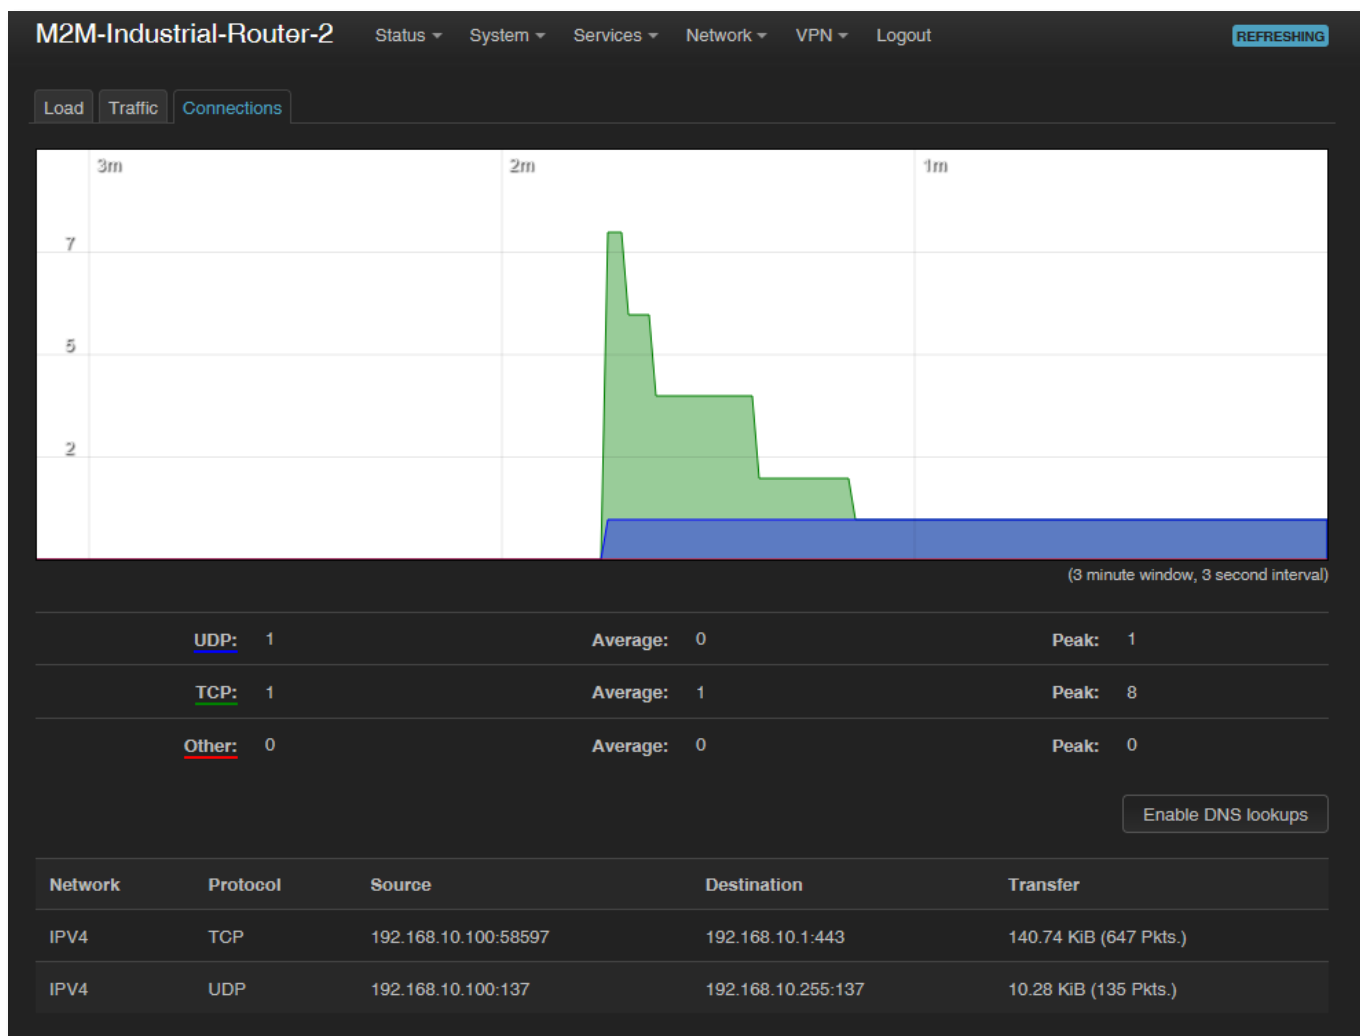 M2M-Industrial-Router-2 Status System Services Network VPN Logout REFRESHING
Load Traffic Connections
3m 2m 1m
7
5
2
(3 minute window, 3 second interval)
UDP: 1 Average: 0 Peak: 1
TCP: 1 Average: 1 Peak: 8
Other: 0 Average: 0 Peak: 0
Enable DNS lookups
Network Protocol Source Destination Transfer
IPV4 TCP 192.168.10.100:58597 192.168.10.1:443 140.74 KiB (647 Pkts.)
IPV4 UDP 192.168.10.100:137 192.168.10.255:137 10.28 KiB (135 Pkts.)